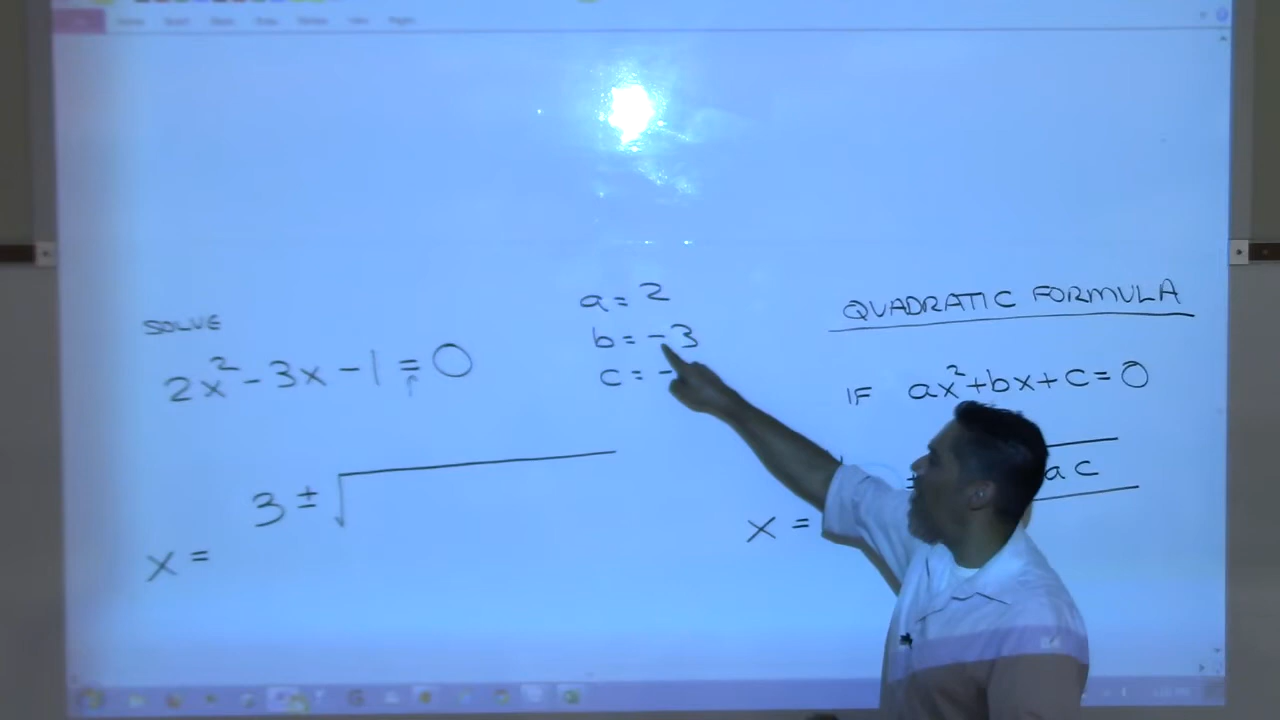 SOLVE
2x² - 3x - 1 = 0
a = 2
b = -3
c = -
3 ±√
x =
QUADRATIC FORMULA
IF ax² + bx + c = 0
± ac
x =